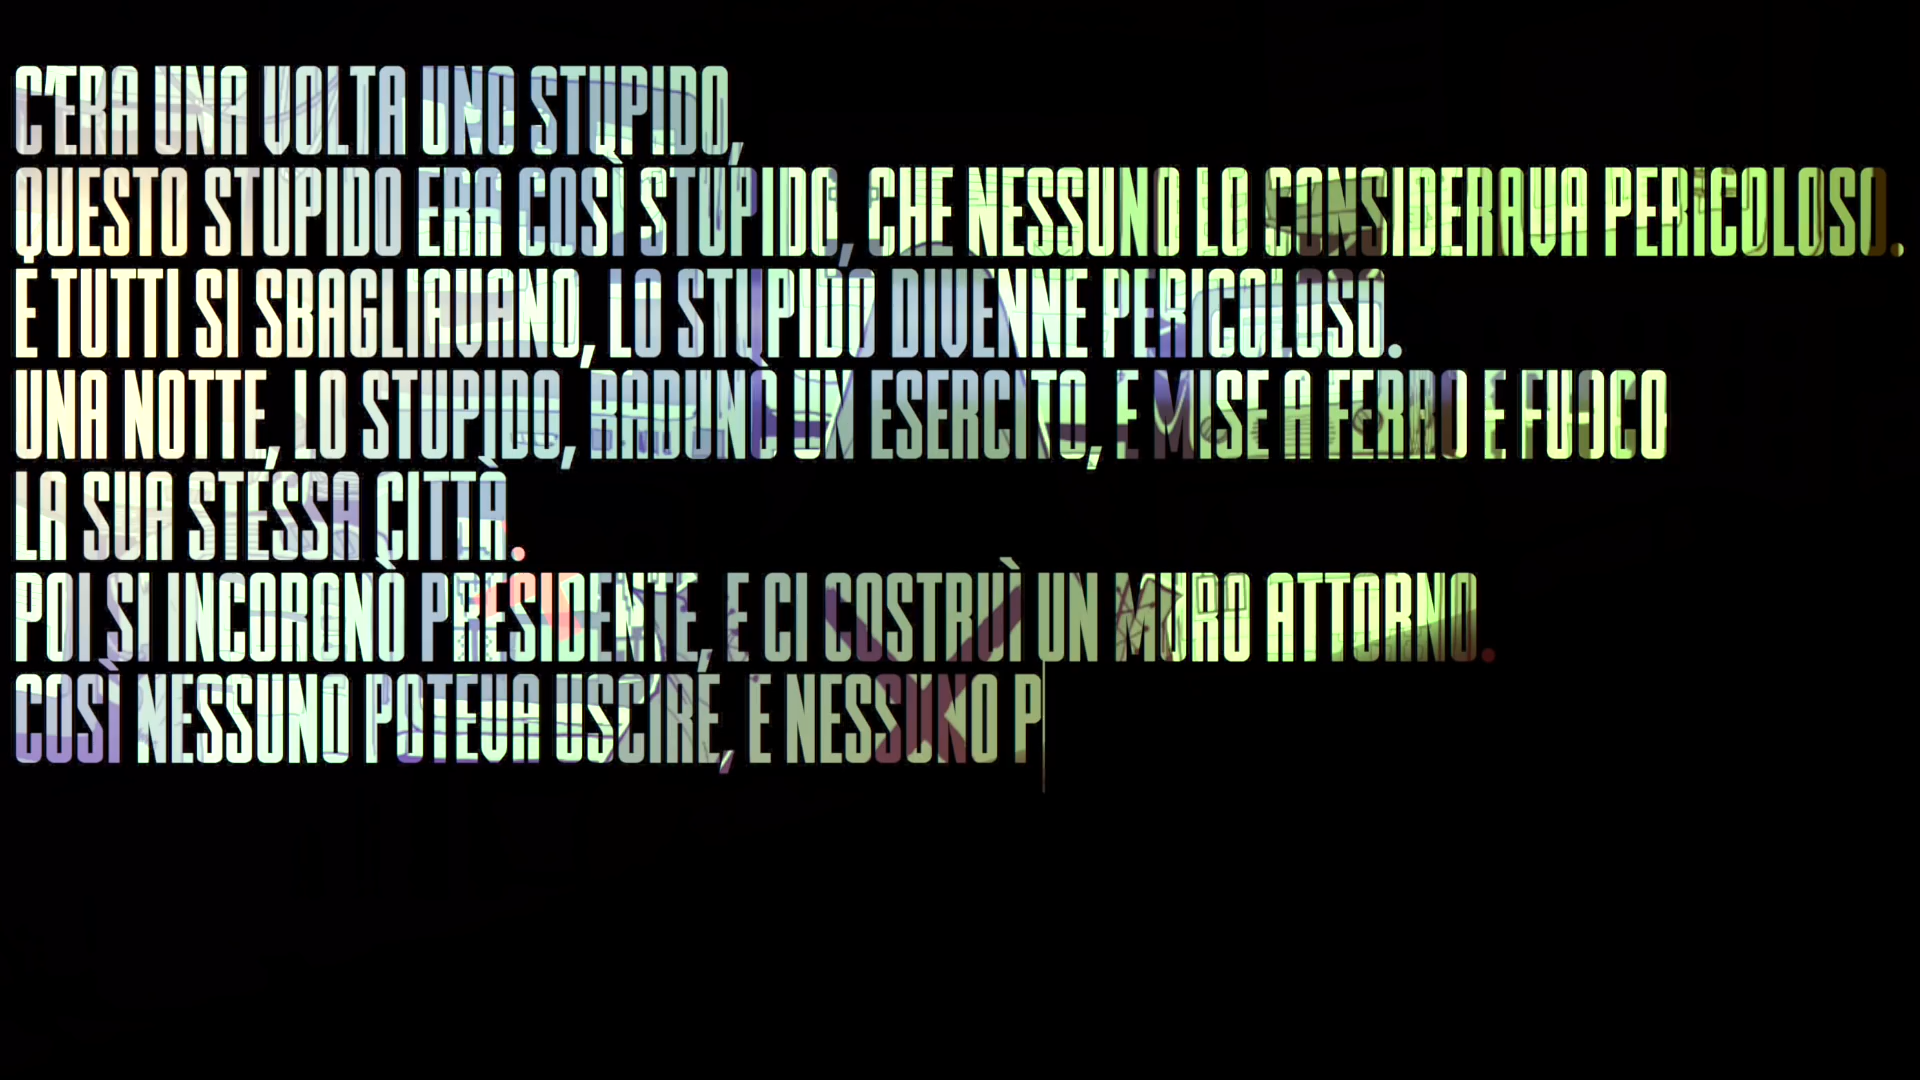 C'ERA UNA VOLTA UNO STUPIDO,
QUESTO STUPIDO ERA COSÌ STUPIDO, CHE NESSUNO LO CONSIDERAVA PERICOLOSO.
E TUTTI SI SBAGLIAVANO, LO STUPIDO DIVENNE PERICOLOSO.
UNA NOTTE, LO STUPIDO, RADUNÒ UN ESERCITO, E MISE A FERRO E FUOCO
LA SUA STESSA CITTÀ.
POI SI INCORONÒ PRESIDENTE, E CI COSTRUÌ UN MURO ATTORNO.
COSÌ NESSUNO POTEVA USCIRE, E NESSUNO P